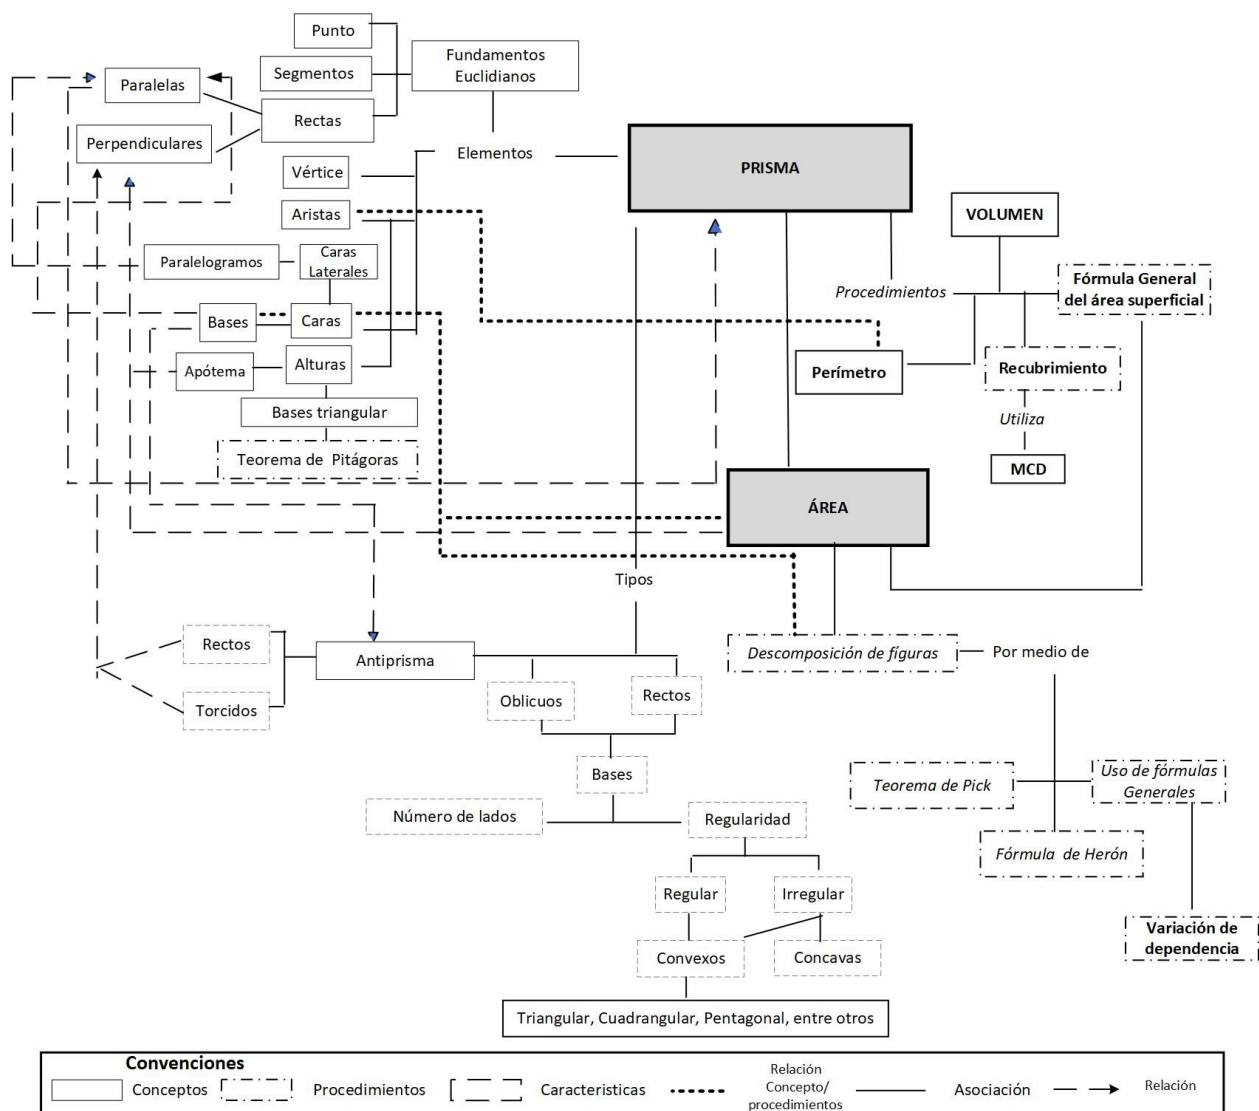 Punto
Fundamentos
Euclidianos
Segmentos
Paralelas
Rectas
Perpendiculares
Elementos
PRISMA
Vértice
VOLUMEN
Aristas
Paralelogramos
Caras
Laterales
Procedimientos
Fórmula General
del área superficial
Bases
Caras
Apótema
Alturas
Perímetro
Recubrimiento
Bases triangular
Utiliza
Teorema de Pitágoras
MCD
ÁREA
Tipos
Rectos
Antiprisma
Descomposición de fíguras
Por medio de
Oblicuos
Rectos
Torcidos
Bases
Teorema de Pick
Uso de fórmulas
Generales
Número de lados
Regularidad
Fórmula de Herón
Regular
Irregular
Variación de
dependencia
Convexos
Concavas
Triangular, Cuadrangular, Pentagonal, entre otros
Convenciones
Conceptos
Procedimientos
Caracteristicas
Relación
Concepto/
procedimientos
Asociación
Relación